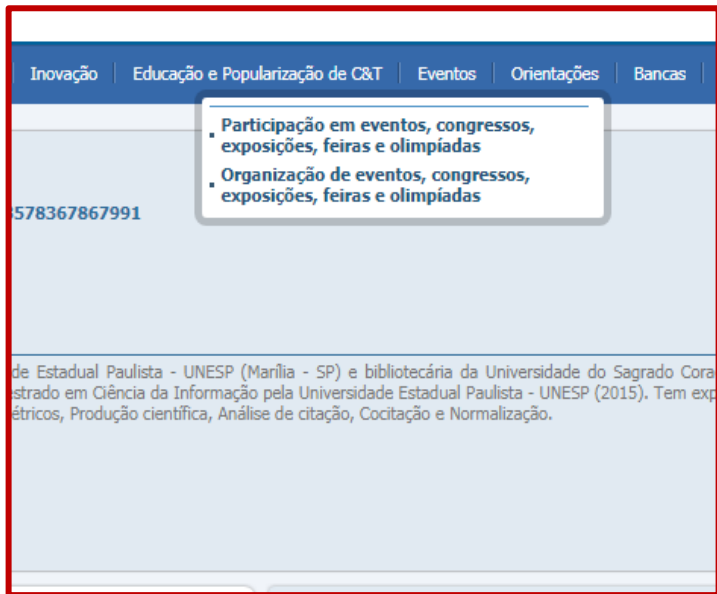 Inovação Educação e Popularização de C&T Eventos Orientações Bancas
Participação em eventos, congressos,
exposições, feiras e olimpíadas
Organização de eventos, congressos,
exposições, feiras e olimpíadas
3578367867991
de Estadual Paulista - UNESP (Marília - SP) e bibliotecária da Universidade do Sagrado Cora
estrado em Ciência da Informação pela Universidade Estadual Paulista - UNESP (2015). Tem exp
étricos, Produção científica, Análise de citação, Cocitação e Normalização.